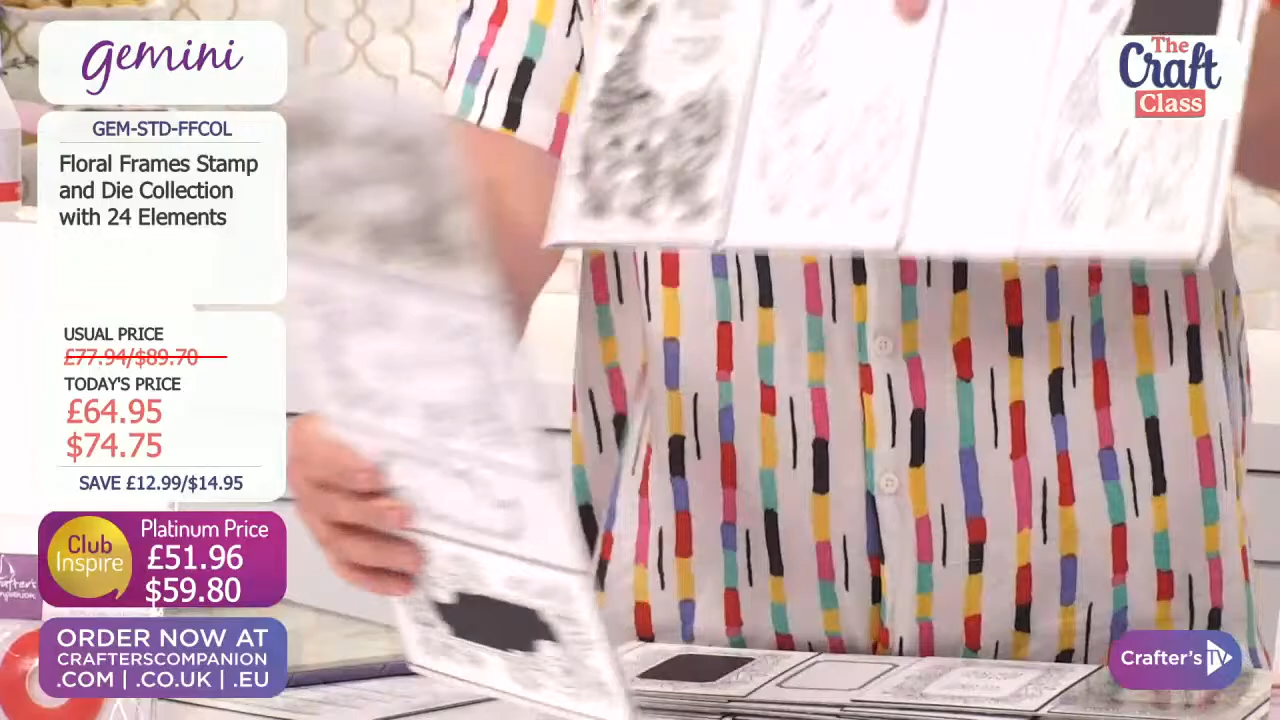 gemini
GEM-STD-FFCOL
Floral Frames Stamp
and Die Collection
with 24 Elements
USUAL PRICE
£77.94/$89.70
TODAY'S PRICE
£64.95
$74.75
SAVE £12.99/$14.95
Club
Inspire
Platinum Price
£51.96
$59.80
ORDER NOW AT
CRAFTERSCOMPANION
.COM | .CO.UK | .EU
The
Craft
Class
Crafter's TV